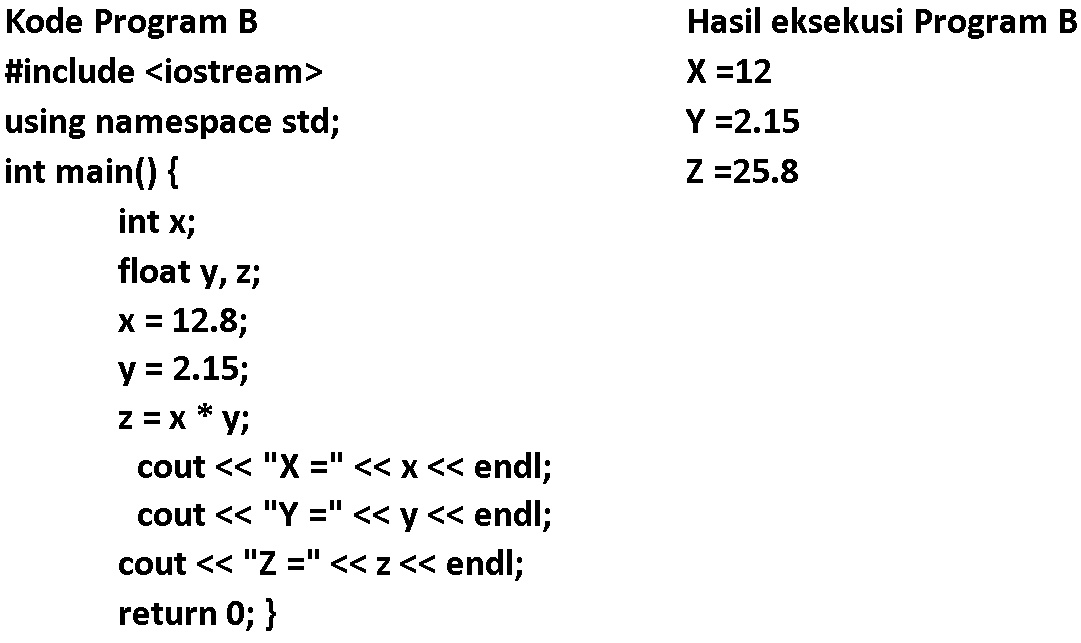 Kode Program B
#include <iostream>
using namespace std;
int main() {
int x;
float y, z;
x = 12.8;
y = 2.15;
z = x * y;
cout << "X =" << x << endl;
cout << "Y =" << y << endl;
cout << "Z =" << z << endl;
return 0; }
Hasil eksekusi Program B
X =12
Y =2.15
Z =25.8